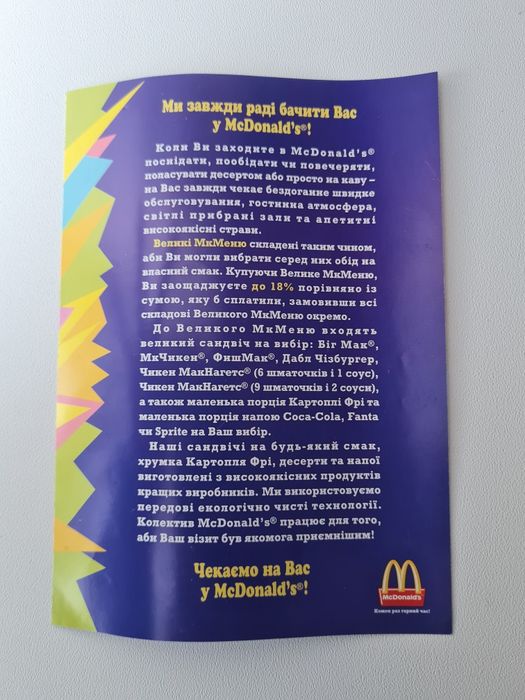 Ми завжди раді бачити Вас
у McDonald's®!
Коли Ви заходите в McDonald's®
поснідати, пообідати чи повечеряти,
поласувати десертом або просто на каву –
на Вас завжди чекає бездоганне швидке
обслуговування, гостинна атмосфера,
світлі прибрані зали та апетитні
високоякісні страви.
Великі МкМеню складені таким чином,
аби Ви могли вибрати серед них обід на
власний смак. Купуючи Велике МкМеню,
Ви заощаджуєте до 18% порівняно із
сумою, яку б сплатили, замовивши всі
складові Великого МкМеню окремо.
До Великого МкМеню входять
великий сандвіч на вибір: Біг Мак®,
МкЧикен®, ФишМак®, Дабл Чізбургер,
Чикен МакНагетс® (6 шматочків і 1 соус),
Чикен МакНагетс® (9 шматочків і 2 соуси),
а також маленька порція Картоплі Фрі та
маленька порція напою Coca-Cola, Fanta
чи Sprite на Ваш вибір.
Наші сандвічі на будь-який смак,
хрумка Картопля Фрі, десерти та напої
виготовлені з високоякісних продуктів
кращих виробників. Ми використовуємо
передові екологічно чисті технології.
Колектив McDonald's® працює для того,
аби Ваш візит був якомога приємнішим!
Чекаємо на Вас
у McDonald's®!
McDonald's
Кожен раз гарний час!